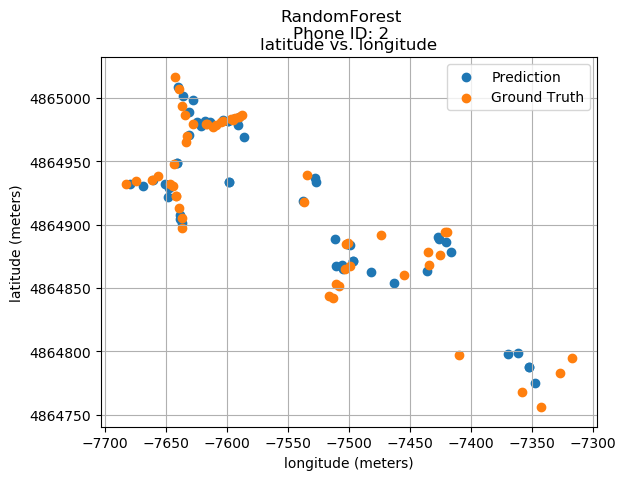 RandomForest
Phone ID: 2
latitude vs. longitude
Prediction
Ground Truth
4865000
4864950
4864900
4864850
4864800
4864750
latitude (meters)
−7700 −7650 −7600 −7550 −7500 −7450 −7400 −7350 −7300
longitude (meters)